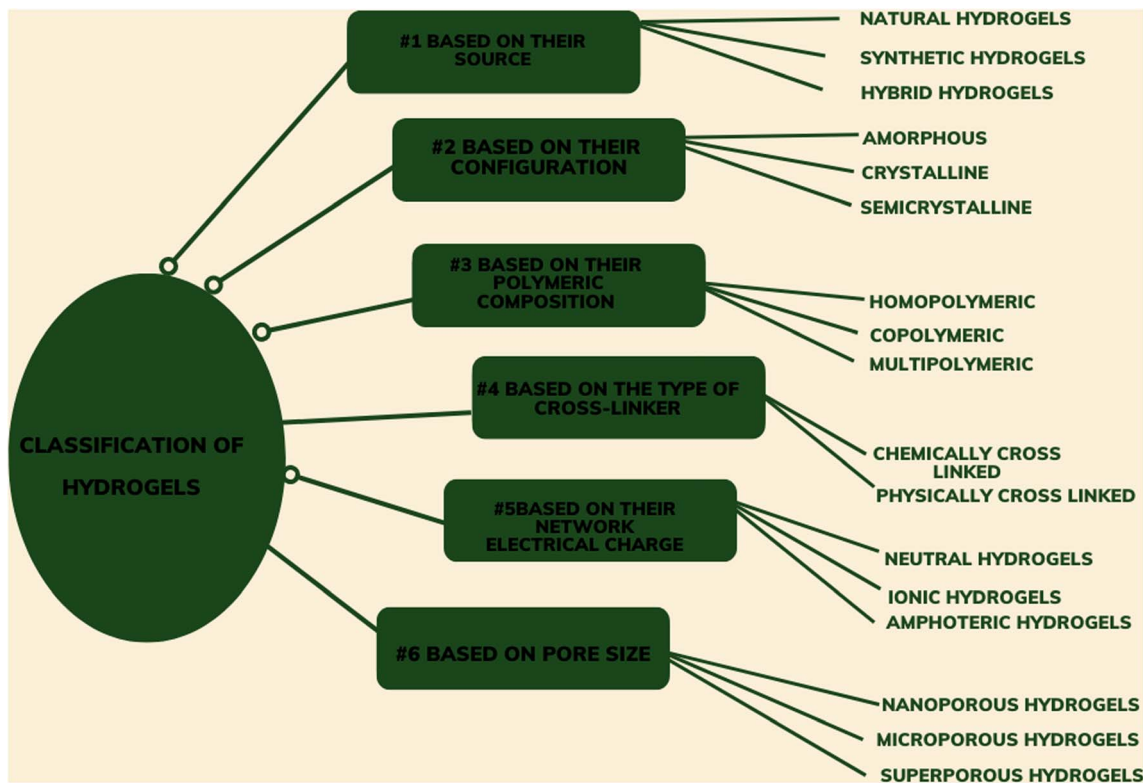 #1 BASED ON THEIR
SOURCE
NATURAL HYDROGELS
SYNTHETIC HYDROGELS
HYBRID HYDROGELS
#2 BASED ON THEIR
CONFIGURATION
AMORPHOUS
CRYSTALLINE
SEMICRYSTALLINE
#3 BASED ON THEIR
POLYMERIC
COMPOSITION
HOMOPOLYMERIC
COPOLYMERIC
MULTIPOLYMERIC
#4 BASED ON THE TYPE OF
CROSS-LINKER
CHEMICALLY CROSS
LINKED
PHYSICALLY CROSS LINKED
CLASSIFICATION OF
HYDROGELS
#5BASED ON THEIR
NETWORK
ELECTRICAL CHARGE
NEUTRAL HYDROGELS
IONIC HYDROGELS
AMPHOTERIC HYDROGELS
#6 BASED ON PORE SIZE
NANOPOROUS HYDROGELS
MICROPOROUS HYDROGELS
SUPERPOROUS HYDROGELS